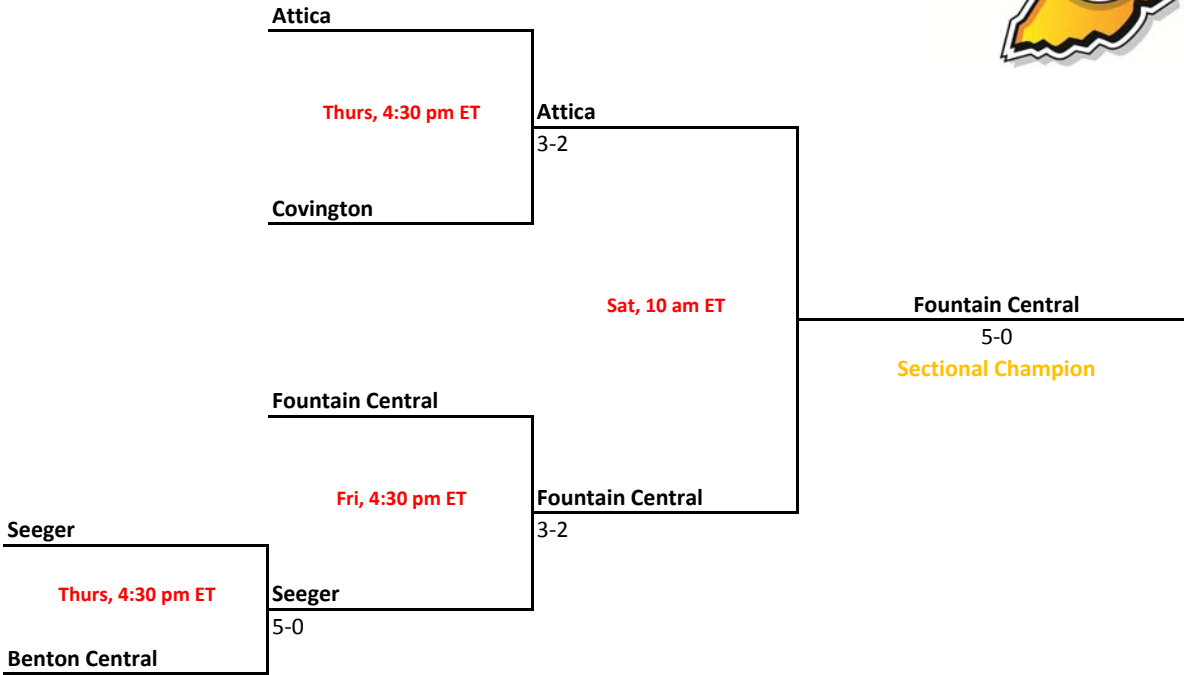 Attica
Thurs, 4:30 pm ET
Attica
3-2
Covington
Sat, 10 am ET
Fountain Central
5-0
Sectional Champion
Fountain Central
Fri, 4:30 pm ET
Fountain Central
3-2
Seeger
Thurs, 4:30 pm ET
Seeger
5-0
Benton Central